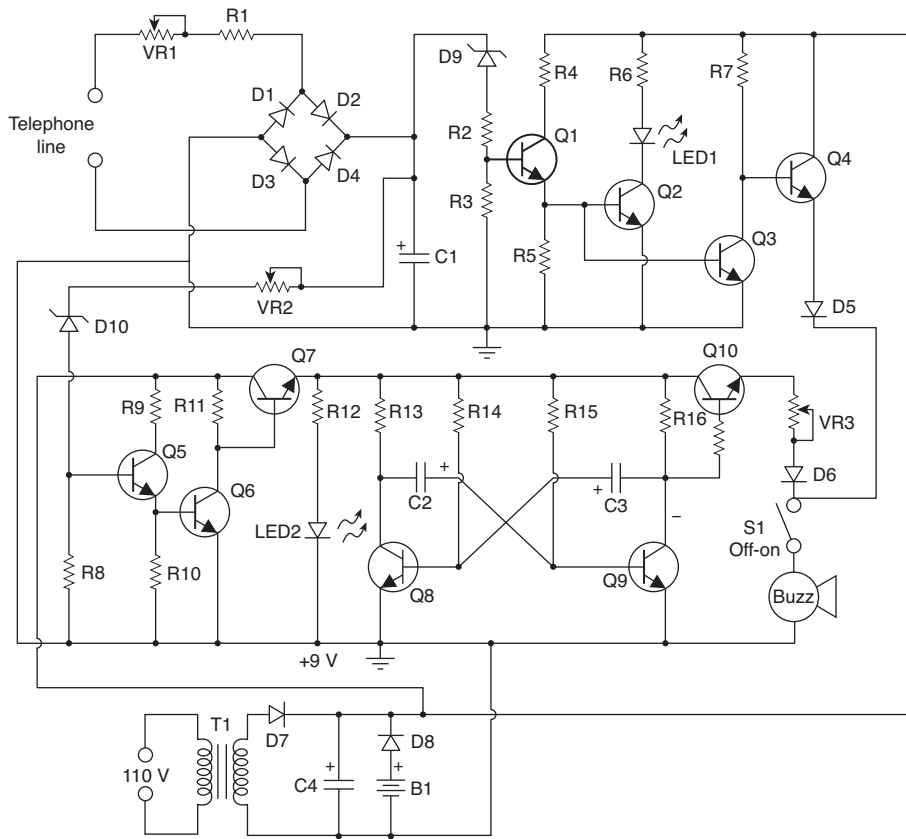 R1
VR1
D9
R4
R6
R7
D1
D2
Telephone
line
R2
Q1
LED1
Q4
D3
D4
R3
Q2
Q3
+
C1
R5
VR2
D10
D5
Q7
Q10
R9
R11
R12
R13
R14
R15
R16
VR3
Q5
+
C2
+
C3
D6
Q6
LED2
–
S1
Off-on
R8
R10
Q8
Q9
Buzz
+9 V
T1
D7
D8
110 V
+
C4
+
B1